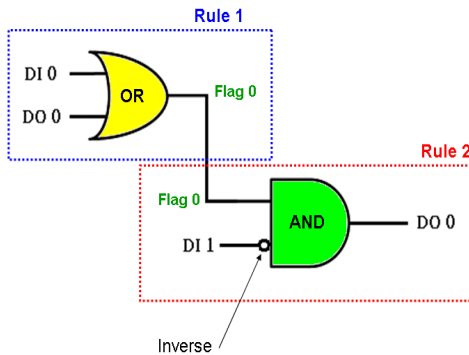 Rule 1
DI 0
OR
Flag 0
DO 0
Rule 2
Flag 0
AND
DO 0
DI 1
Inverse